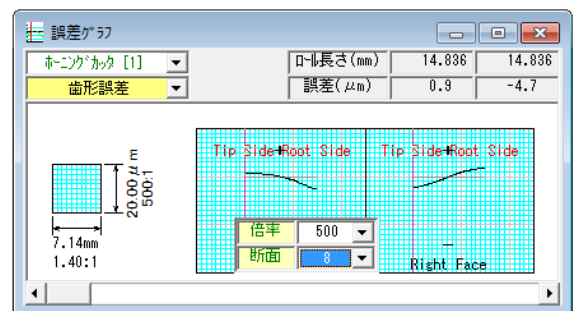 誤差グラフ
ホーニングカッタ [1]
ロール長さ(mm) 14.836 14.836
歯形誤差
誤差(μm) 0.9 -4.7
Tip Side Root Side Tip Side Root Side
20.00μm
500:1
7.14mm
1.40:1
倍率 500
断面 8
Right Face